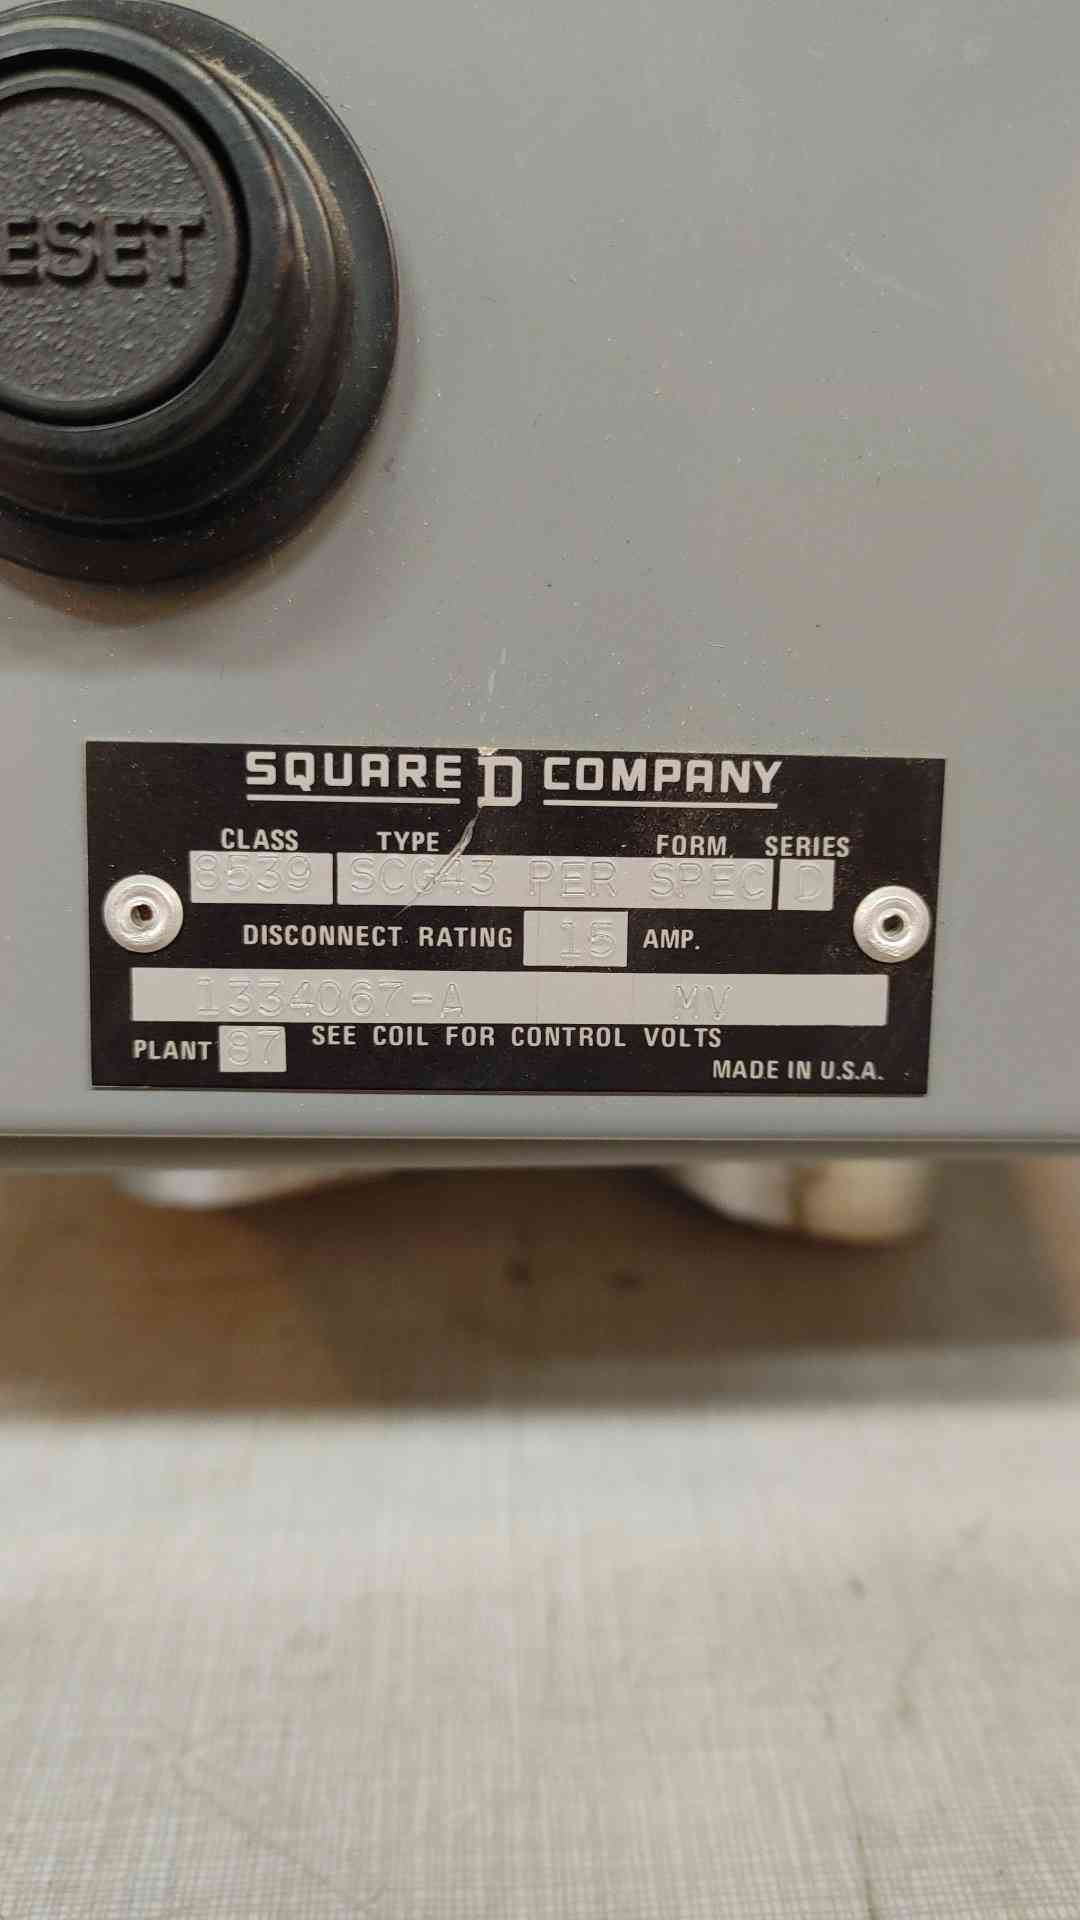 ESET
SQUARE D COMPANY
CLASS TYPE FORM SERIES
8539 SCG43 PER SPEC D
DISCONNECT RATING 15 AMP.
1334067-A MV
PLANT 87 SEE COIL FOR CONTROL VOLTS
MADE IN U.S.A.